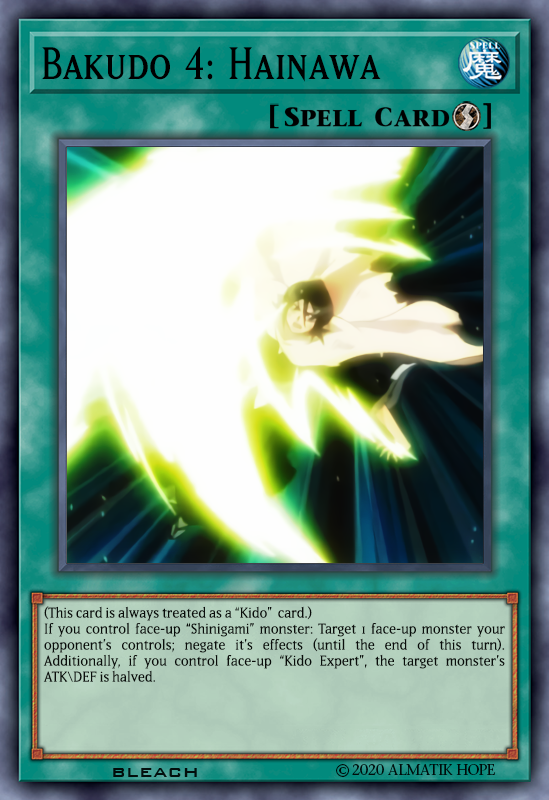 Bakudo 4: Hainawa
SPELL
魔
[Spell Card]
(This card is always treated as a “Kido” card.)
If you control face-up “Shinigami” monster: Target 1 face-up monster your
opponent's controls; negate it's effects (until the end of this turn).
Additionally, if you control face-up “Kido Expert”, the target monster's
ATK\DEF is halved.
BLEACH
© 2020 ALMATIK HOPE